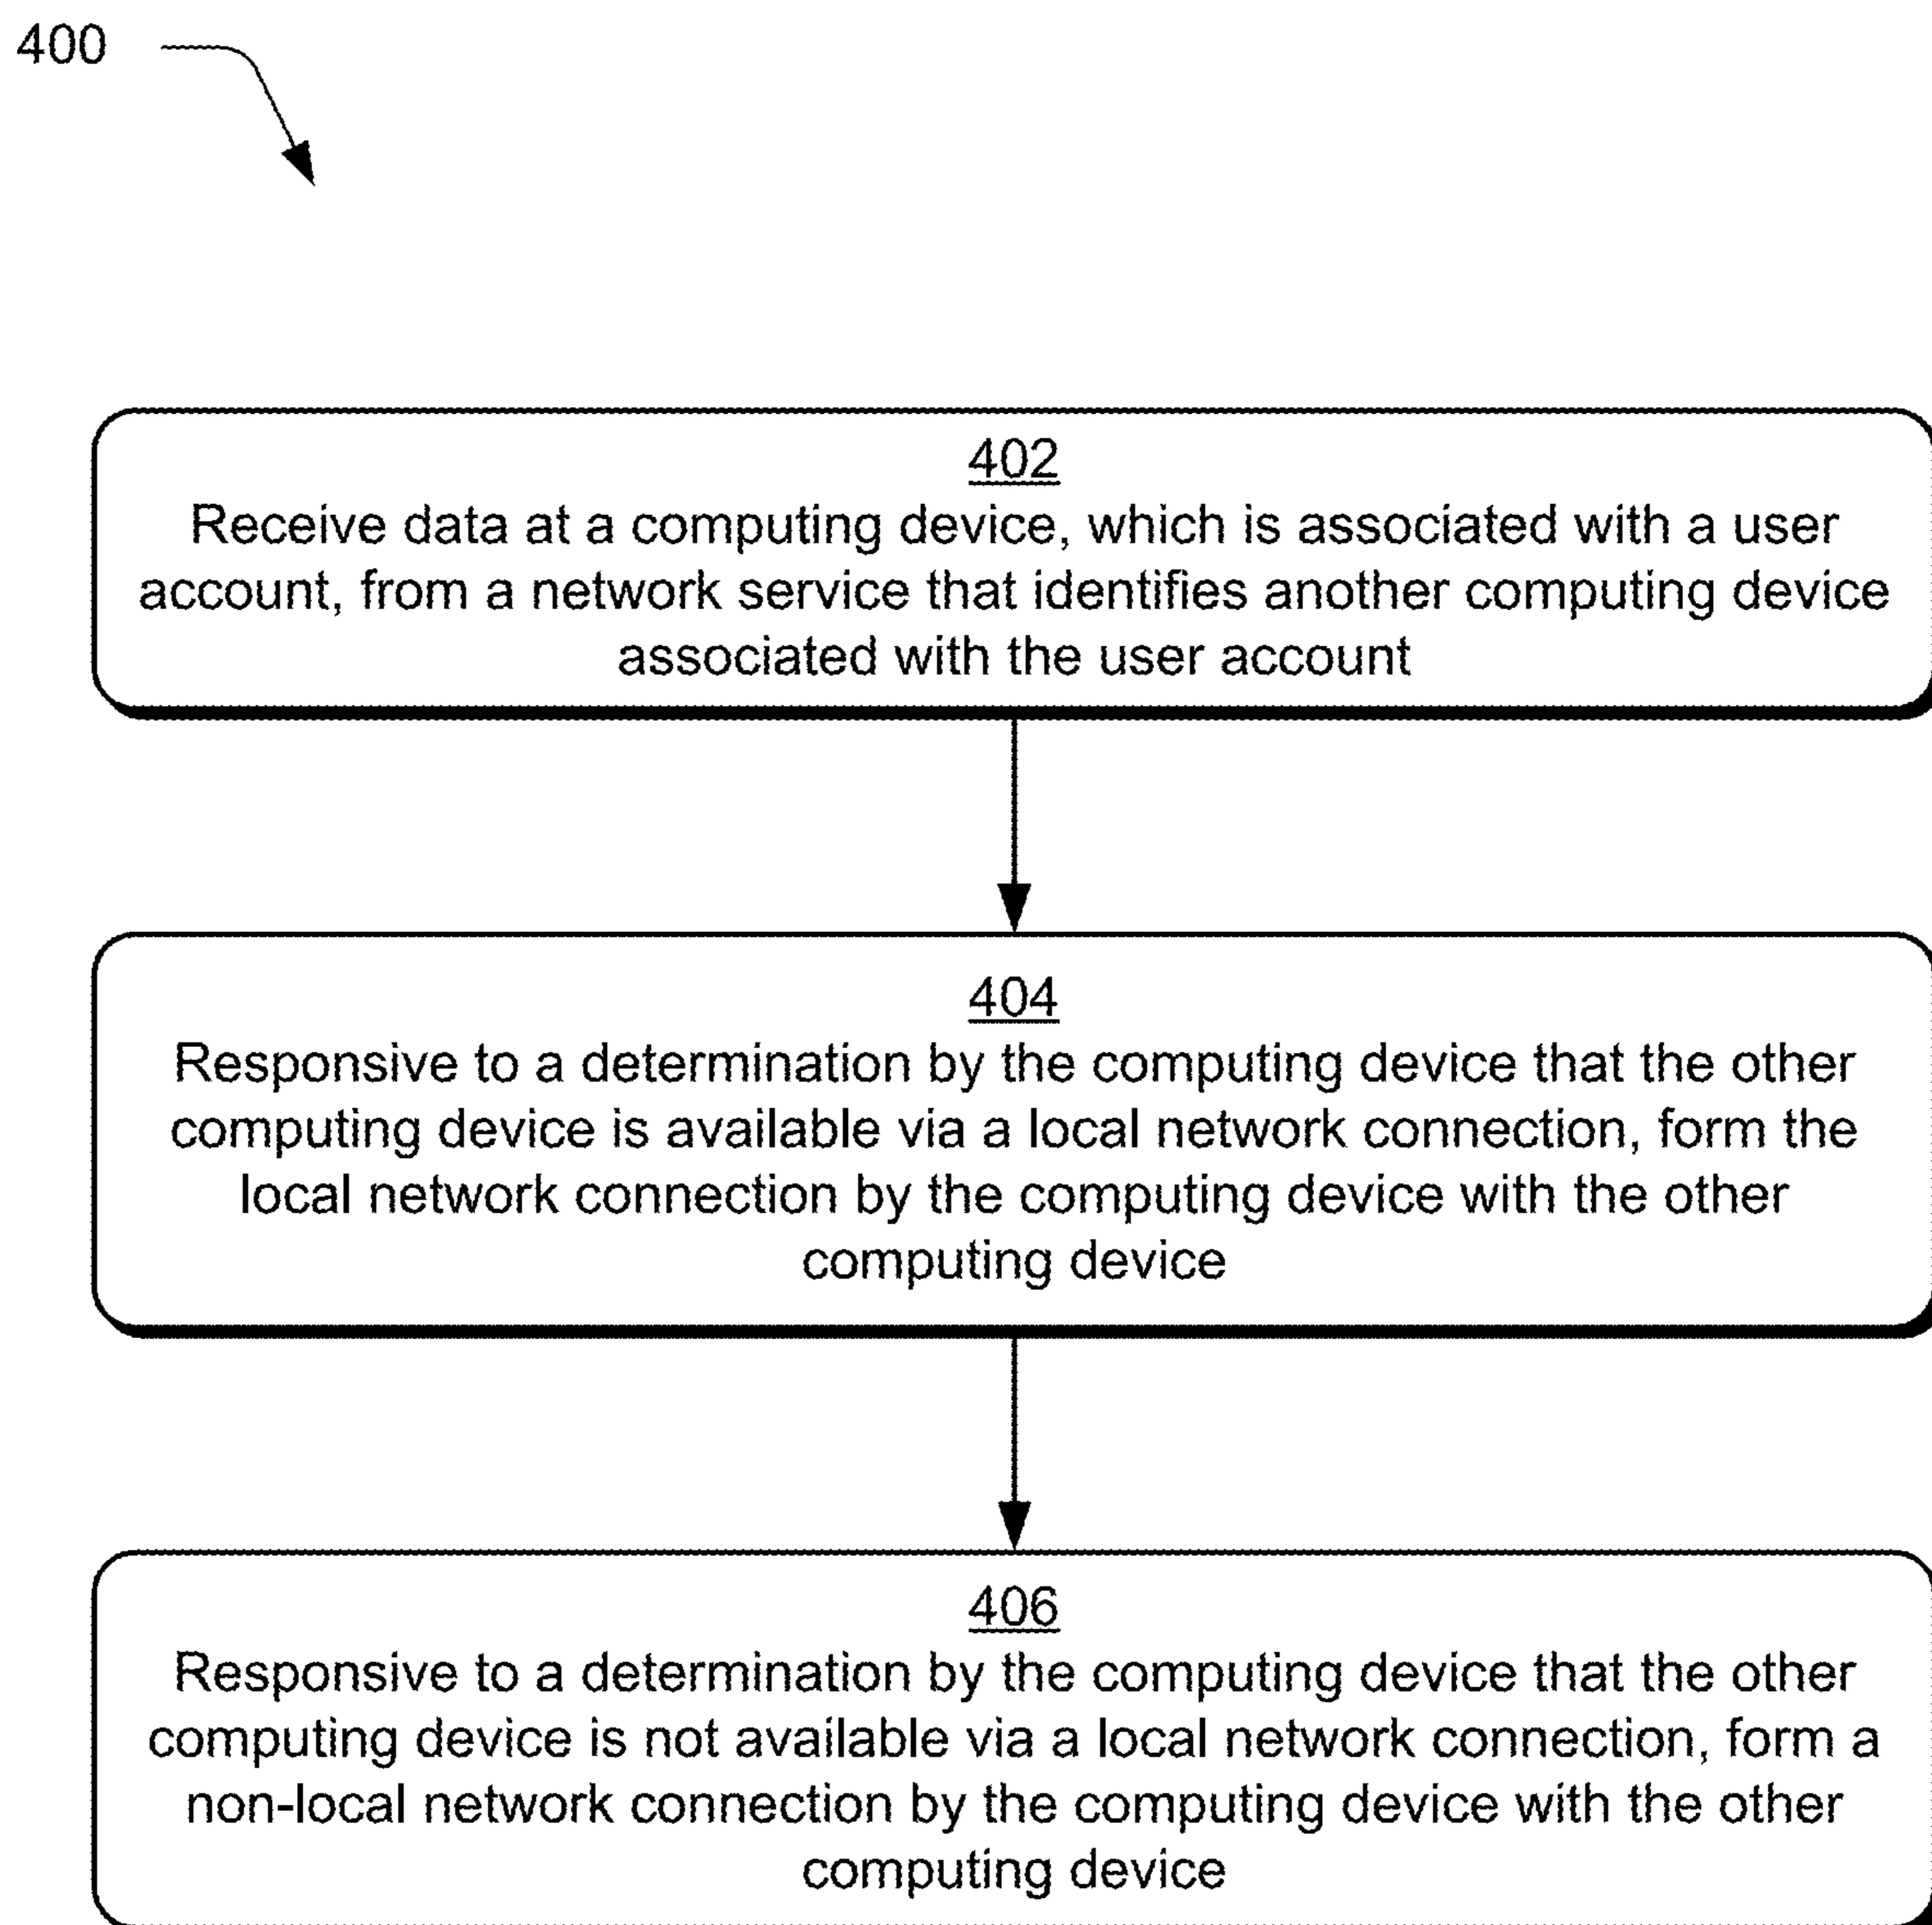 400
402
Receive data at a computing device, which is associated with a user
account, from a network service that identifies another computing device
associated with the user account
404
Responsive to a determination by the computing device that the other
computing device is available via a local network connection, form the
local network connection by the computing device with the other
computing device
406
Responsive to a determination by the computing device that the other
computing device is not available via a local network connection, form a
non-local network connection by the computing device with the other
computing device